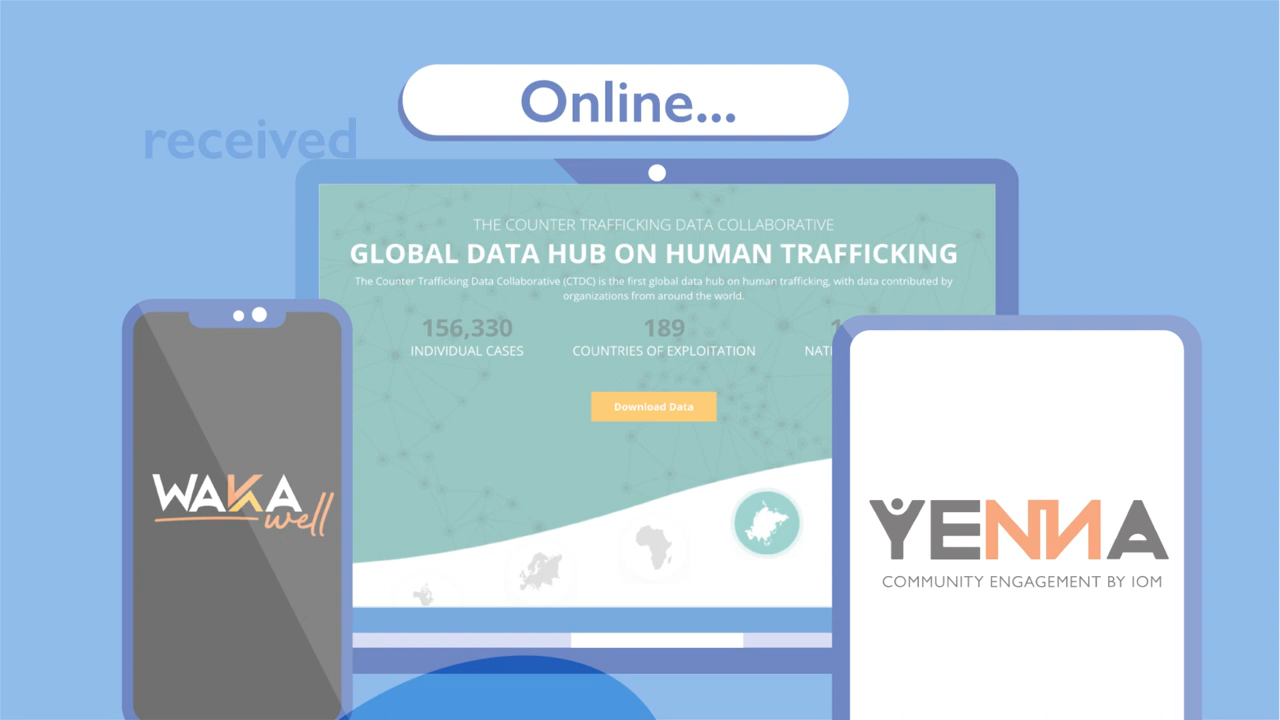 Online...
received
THE COUNTER TRAFFICKING DATA COLLABORATIVE
GLOBAL DATA HUB ON HUMAN TRAFFICKING
The Counter Trafficking Data Collaborative (CTDC) is the first global data hub on human trafficking, with data contributed by
organizations from around the world.
156,330
189
INDIVIDUAL CASES
COUNTRIES OF EXPLOITATION
Download Data
WAKA
well
YENNA
COMMUNITY ENGAGEMENT BY IOM